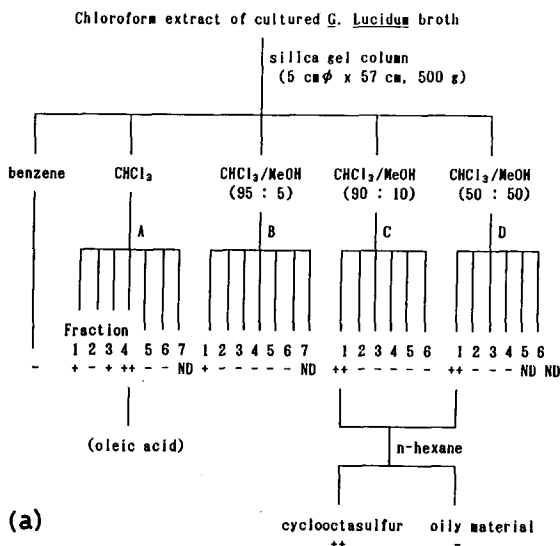 Chloroform extract of cultured G. Lucidum broth
silica gel column
(5 cmφ x 57 cm, 500 g)
benzene CHCl₃ CHCl₃/MeOH CHCl₃/MeOH CHCl₃/MeOH
(95 : 5) (90 : 10) (50 : 50)
A B C D
Fraction
1 2 3 4 5 6 7 1 2 3 4 5 6 7 1 2 3 4 5 6 1 2 3 4 5 6
- + - + ++ - - ND + - - - - - ND ++ - - - - - ++ - - - ND ND
(oleic acid) n-hexane
(a)
cyclooctasulfur oily material
++ -